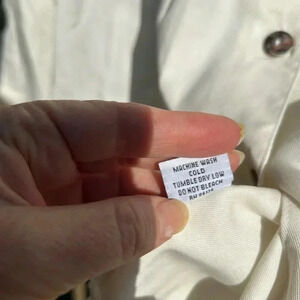 MACHINE WASH
COLD
TUMBLE DRY LOW
DO NOT BLEACH